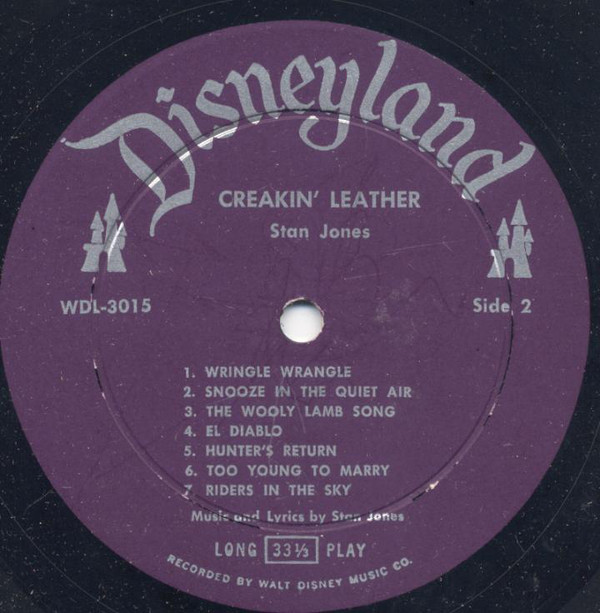 Disneyland
CREAKIN' LEATHER
Stan Jones
WDL-3015
Side 2
1. WRINGLE WRANGLE
2. SNOOZE IN THE QUIET AIR
3. THE WOOLY LAMB SONG
4. EL DIABLO
5. HUNTER'S RETURN
6. TOO YOUNG TO MARRY
7. RIDERS IN THE SKY
Music and Lyrics by Stan Jones
LONG 33 1/3 PLAY
RECORDED BY WALT DISNEY MUSIC CO.